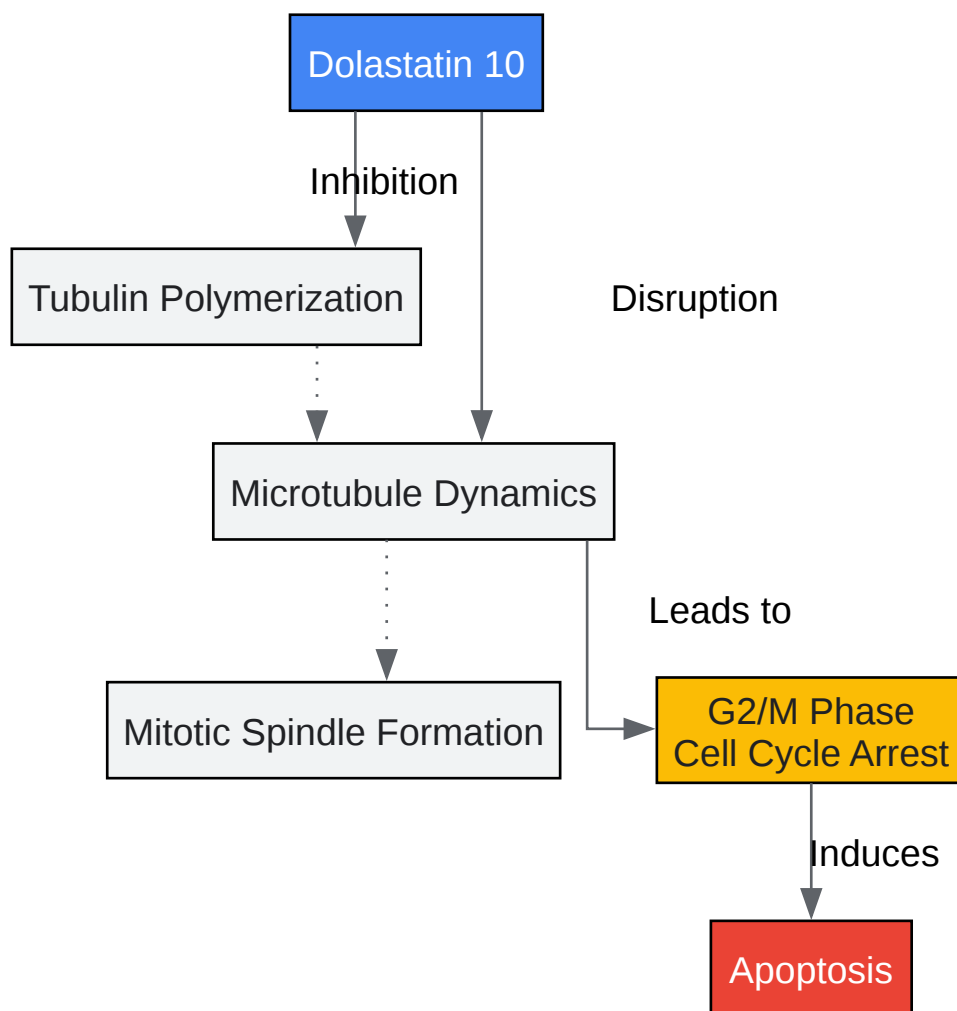 Dolastatin 10
Inhibition
Tubulin Polymerization
Disruption
Microtubule Dynamics
Leads to
Mitotic Spindle Formation
G2/M Phase
Cell Cycle Arrest
Induces
Apoptosis